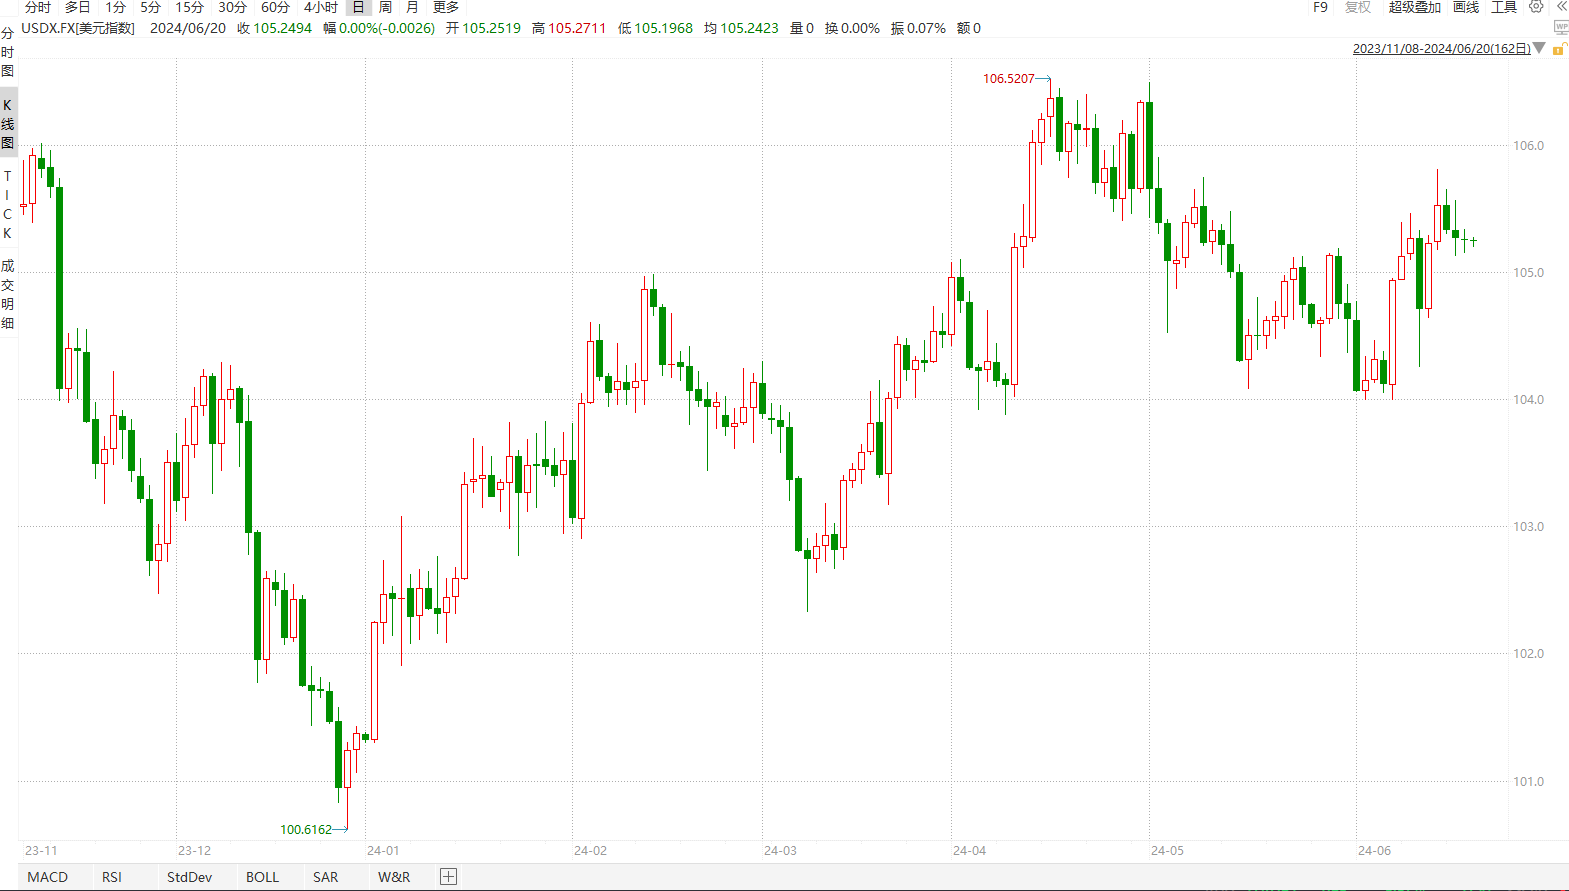 分时 多日 1分 5分 15分 30分 60分 4小时 日 周 月 更多 F9 复权 超级叠加 画线 工具
USDX.FX[美元指数] 2024/06/20 收 105.2494 幅 0.00%(-0.0026) 开 105.2519 高 105.2711 低 105.1968 均 105.2423 量 0 换 0.00% 振 0.07% 额 0
WP
2023/11/08-2024/06/20(162日)
分时图
K线图
TICK
成交明细
106.5207
106.0
105.0
104.0
103.0
102.0
101.0
100.6162
23-11 23-12 24-01 24-02 24-03 24-04 24-05 24-06
MACD RSI StdDev BOLL SAR W&R